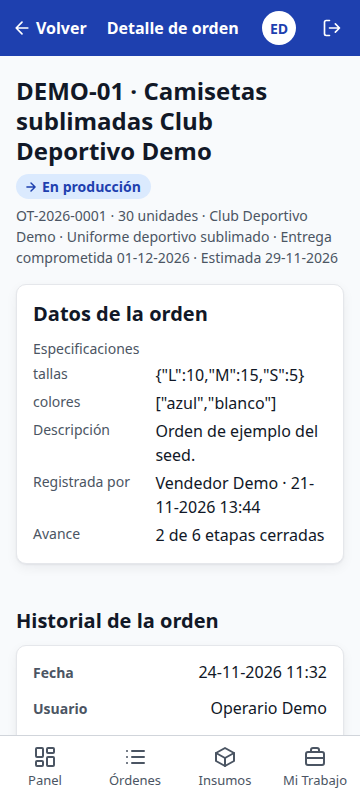 Volver Detalle de orden ED
DEMO-01 · Camisetas
sublimadas Club
Deportivo Demo
En producción
OT-2026-0001 · 30 unidades · Club Deportivo
Demo · Uniforme deportivo sublimado · Entrega
comprometida 01-12-2026 · Estimada 29-11-2026
Datos de la orden
Especificaciones
tallas {"L":10,"M":15,"S":5}
colores ["azul","blanco"]
Descripción Orden de ejemplo del
seed.
Registrada por Vendedor Demo · 21-
11-2026 13:44
Avance 2 de 6 etapas cerradas
Historial de la orden
Fecha 24-11-2026 11:32
Usuario Operario Demo
Panel Órdenes Insumos Mi Trabajo